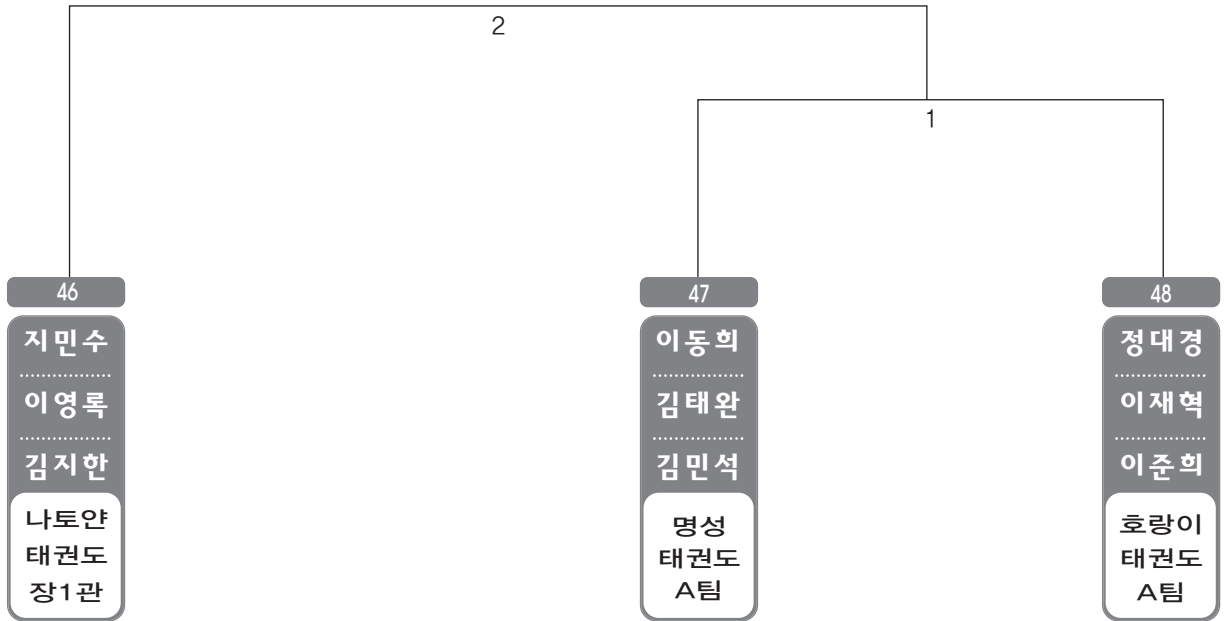 2
1
46
지민수
이영록
김지한
나토얀
태권도
장1관
47
이동희
김태완
김민석
명성
태권도
A팀
48
정대경
이재혁
이준희
호랑이
태권도
A팀